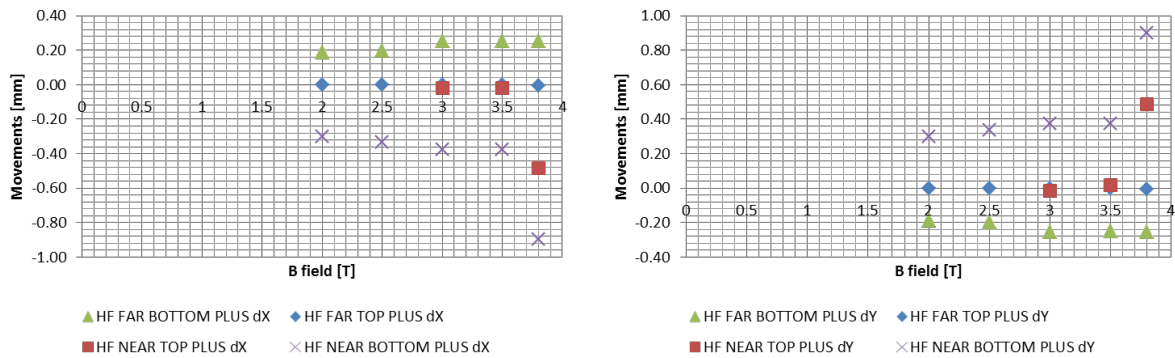 0.40
0.20
0.00
-0.20
-0.40
-0.60
-0.80
-1.00
0 0.5 1 1.5 2 2.5 3 3.5 4
Movements [mm]
B field [T]
HF FAR BOTTOM PLUS dX HF FAR TOP PLUS dX
HF NEAR TOP PLUS dX HF NEAR BOTTOM PLUS dX
1.00
0.80
0.60
0.40
0.20
0.00
-0.20
-0.40
0 0.5 1 1.5 2 2.5 3 3.5 4
Movements [mm]
B field [T]
HF FAR BOTTOM PLUS dY HF FAR TOP PLUS dY
HF NEAR TOP PLUS dY HF NEAR BOTTOM PLUS dY